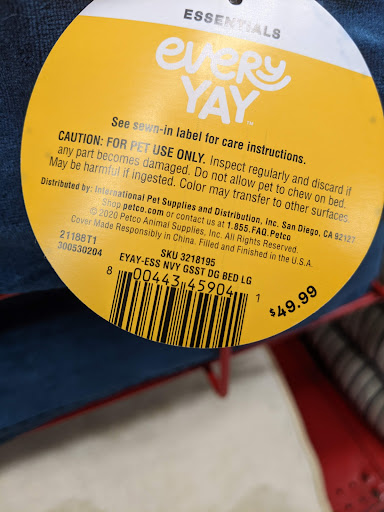 ESSENTIALS
every
YAY™
See sewn-in label for care instructions.
CAUTION: FOR PET USE ONLY. Inspect regularly and discard if
any part becomes damaged. Do not allow pet to chew on bed.
May be harmful if ingested. Color may transfer to other surfaces.
Distributed by: International Pet Supplies and Distribution, Inc. San Diego, CA 92127
Shop petco.com or contact us at 1.855.FAQ.Petco
© 2020 Petco Animal Supplies, Inc. All Rights Reserved.
Cover Made Responsibly in China. Filled and Finished in the U.S.A.
21198T1
300530204
SKU 3218195
EYAY-ESS NVY GSST DG BED LG
8 00443 45904 1
$49.99